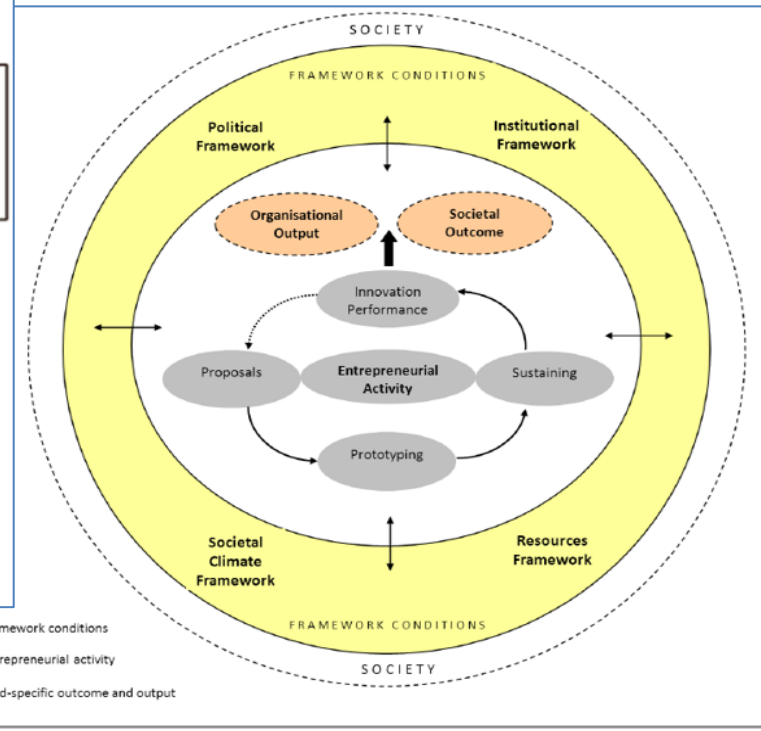 SOCIETY
FRAMEWORK CONDITIONS
Political
Framework
Institutional
Framework
Organisational
Output
Societal
Outcome
Innovation
Performance
Proposals
Entrepreneurial
Activity
Sustaining
Prototyping
Societal
Climate
Framework
Resources
Framework
FRAMEWORK CONDITIONS
SOCIETY
mework conditions
repreneurial activity
d-specific outcome and output